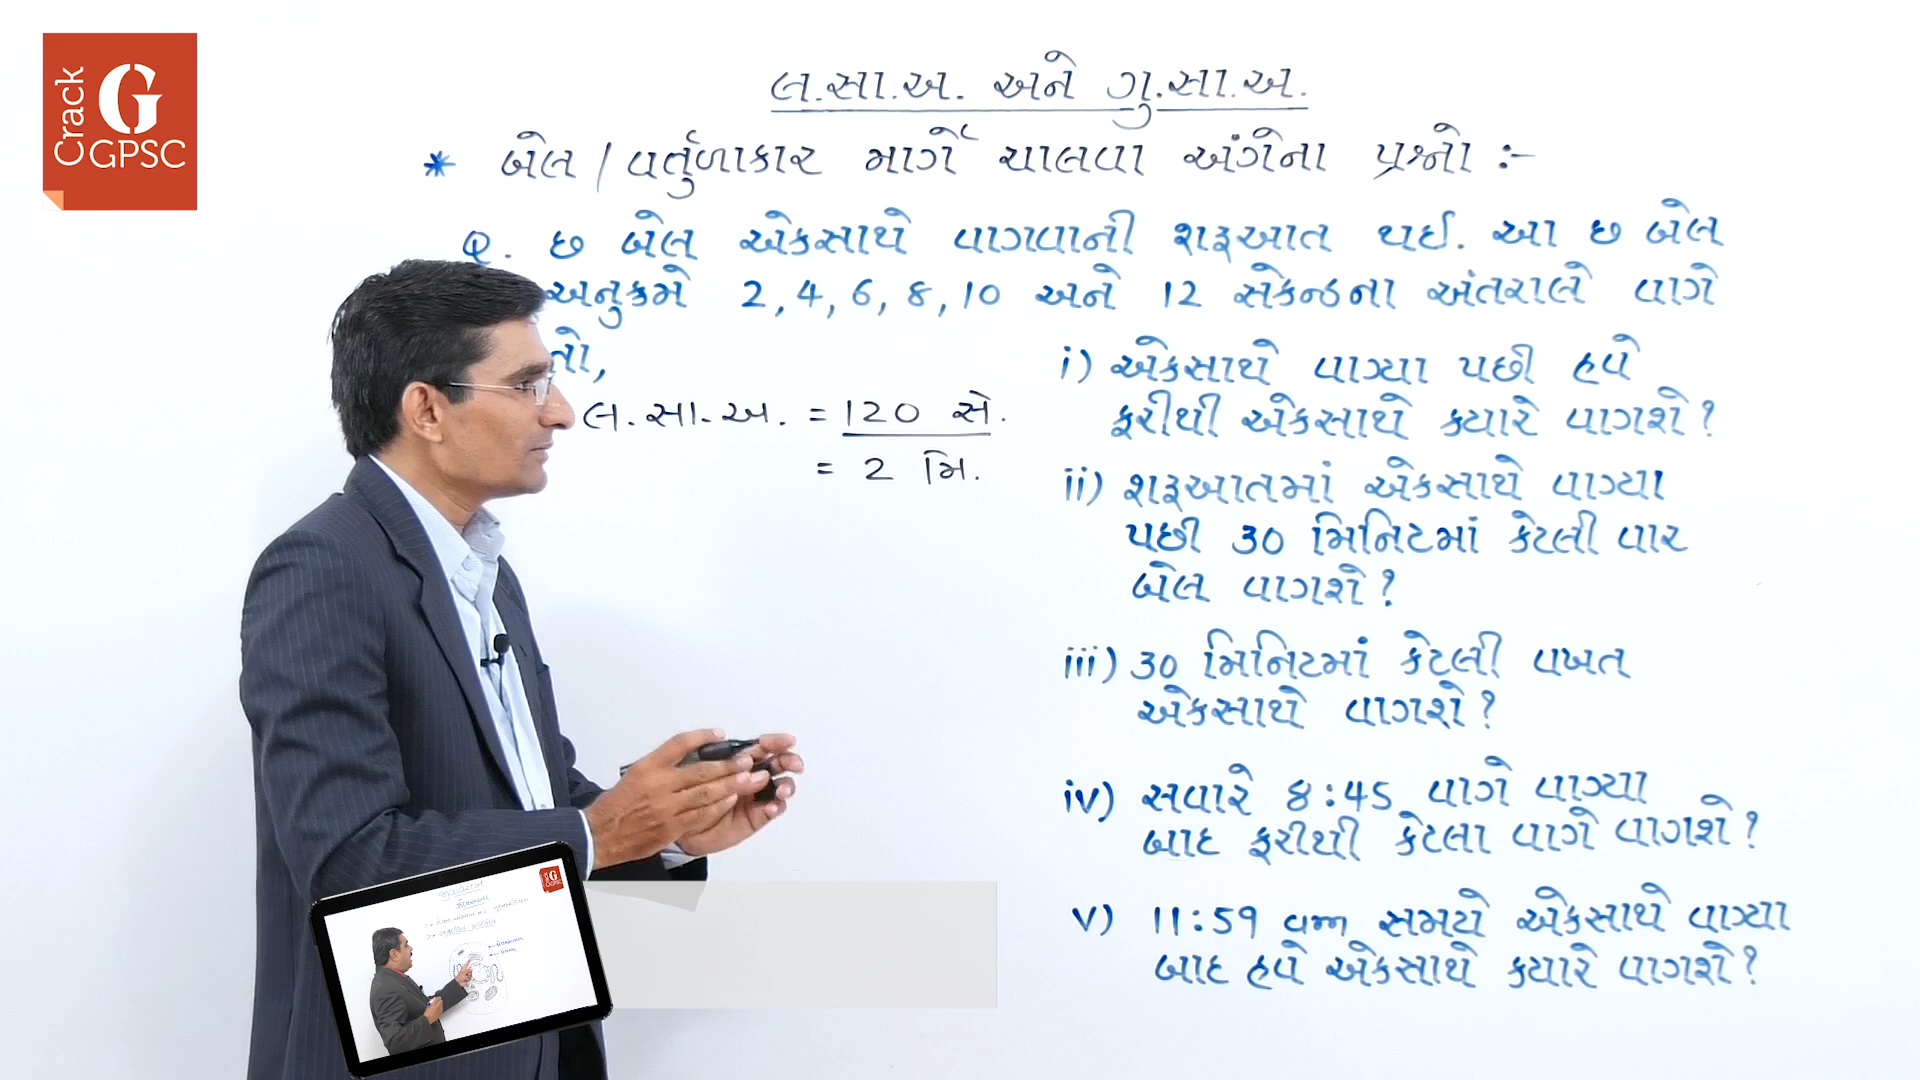 Crack
G
GPSC
લ.સા.અ. અને ગુ.સા.અ.
* બેલ / વર્તુળાકાર માર્ગે ચાલવા અંગેના પ્રશ્નો :-
Q. છ બેલ એકસાથે વાગવાની શરૂઆત થઈ. આ છ બેલ
અનુક્રમે 2, 4, 6, 8, 10 અને 12 સેકન્ડના અંતરાલે વાગે
તો,
લ.સા.અ. = 120 સે.
= 2 મિ.
i) એકસાથે વાગ્યા પછી હવે
ફરીથી એકસાથે ક્યારે વાગશે?
ii) શરૂઆતમાં એકસાથે વાગ્યા
પછી 30 મિનિટમાં કેટલી વાર
બેલ વાગશે?
iii) 30 મિનિટમાં કેટલી વખત
એકસાથે વાગશે?
iv) સવારે 8:45 વાગે વાગ્યા
બાદ ફરીથી કેટલા વાગે વાગશે?
v) 11:59 am સમયે એકસાથે વાગ્યા
બાદ હવે એકસાથે ક્યારે વાગશે?